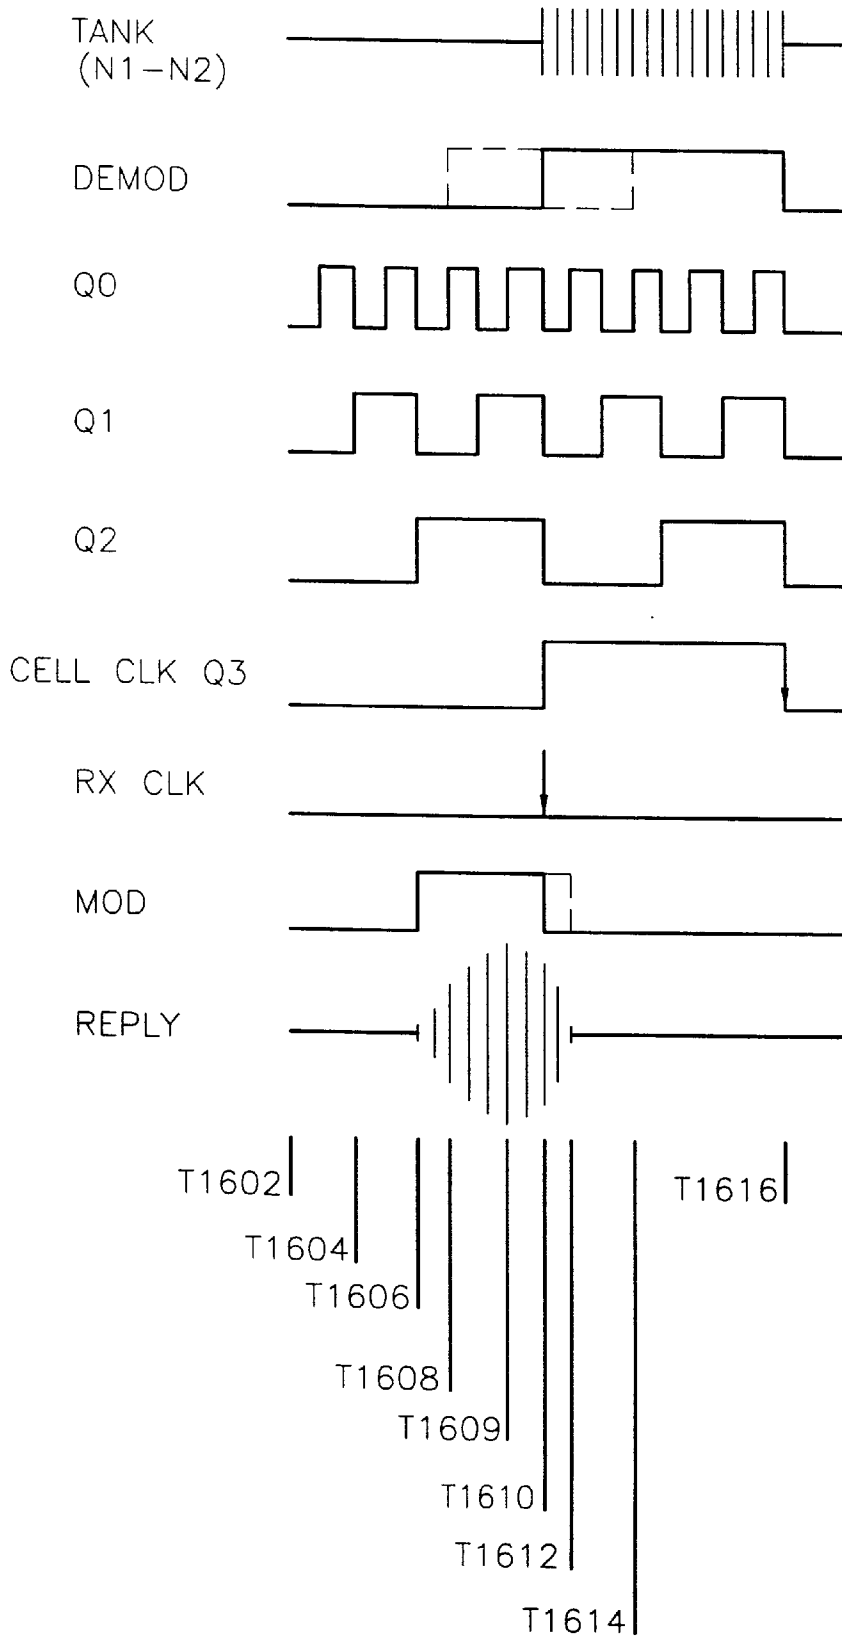 TANK
(N1-N2)
DEMOD
Q0
Q1
Q2
CELL CLK Q3
RX CLK
MOD
REPLY
T1602
T1616
T1604
T1606
T1608
T1609
T1610
T1612
T1614